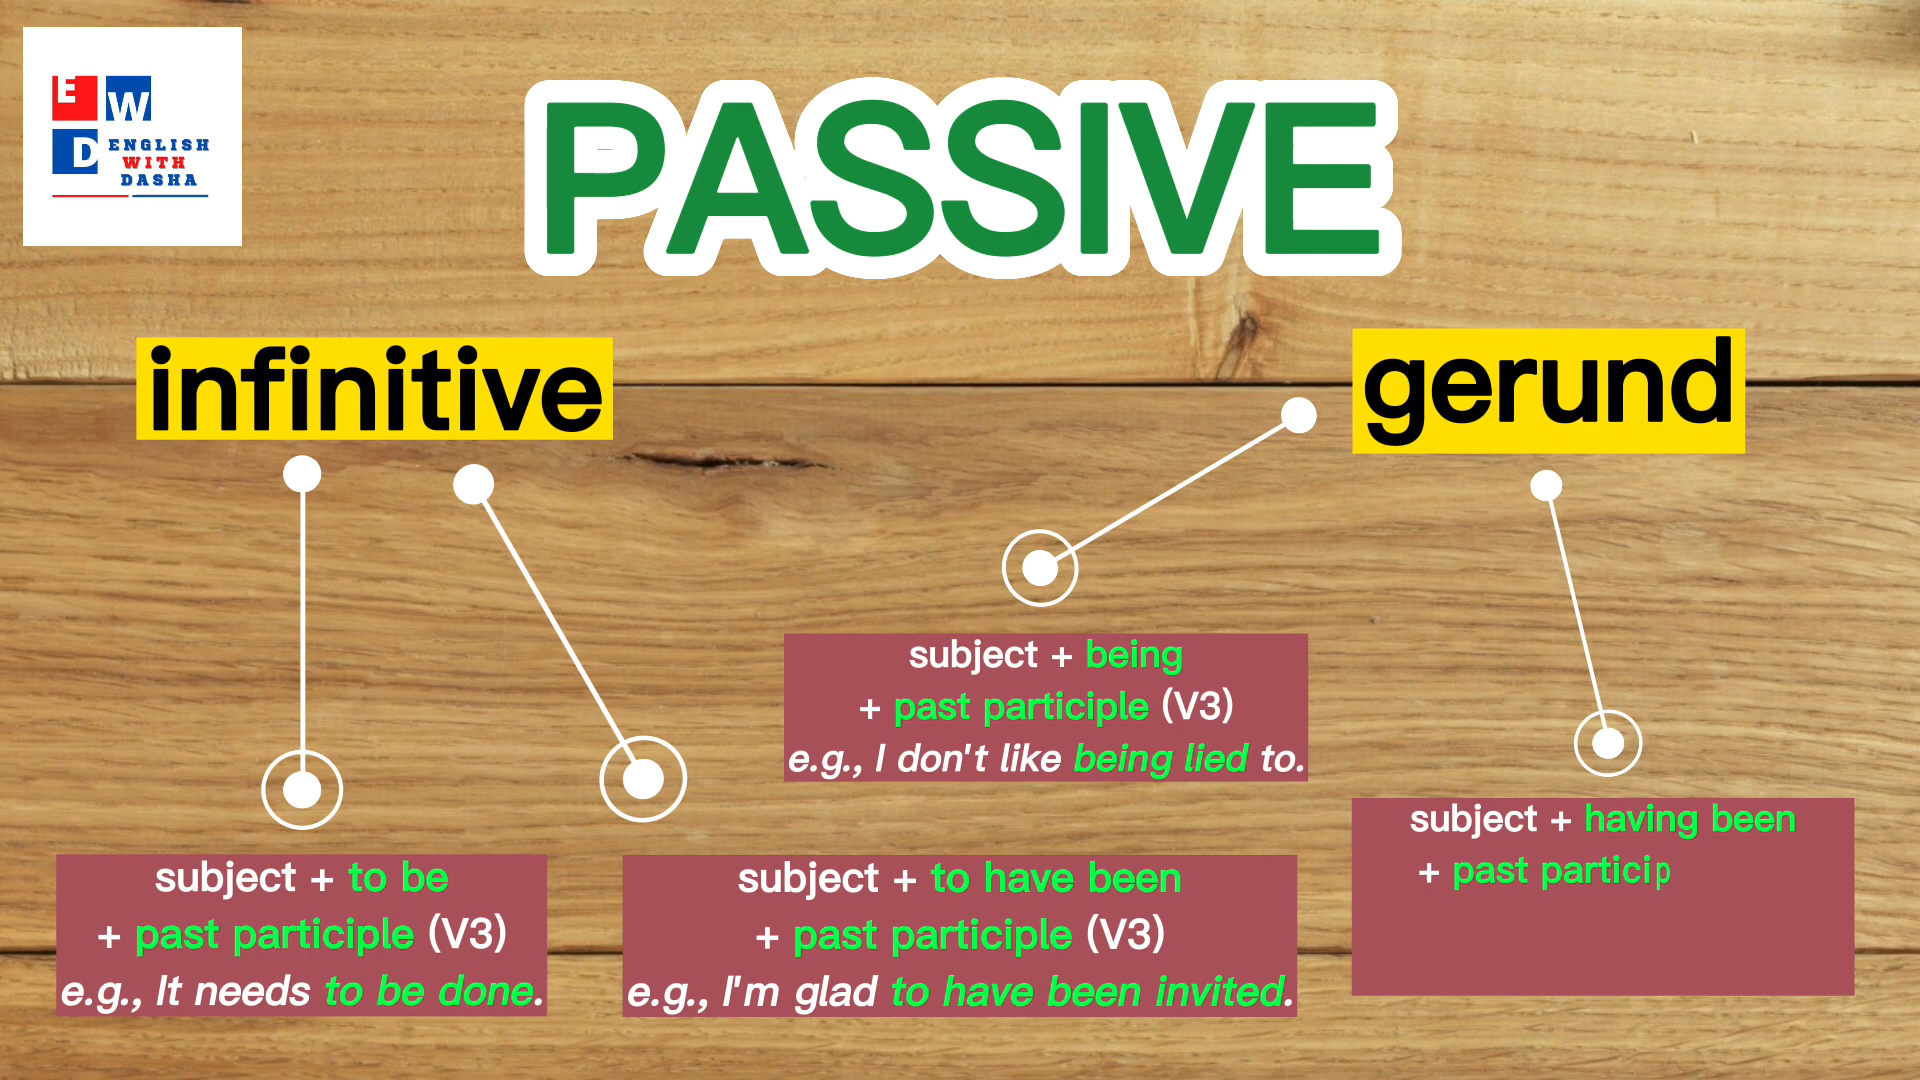 E W
D ENGLISH
WITH
DASHA
PASSIVE
infinitive
gerund
subject + being
+ past participle (V3)
e.g., I don't like being lied to.
subject + having been
+ past particip
subject + to be
+ past participle (V3)
e.g., It needs to be done.
subject + to have been
+ past participle (V3)
e.g., I'm glad to have been invited.